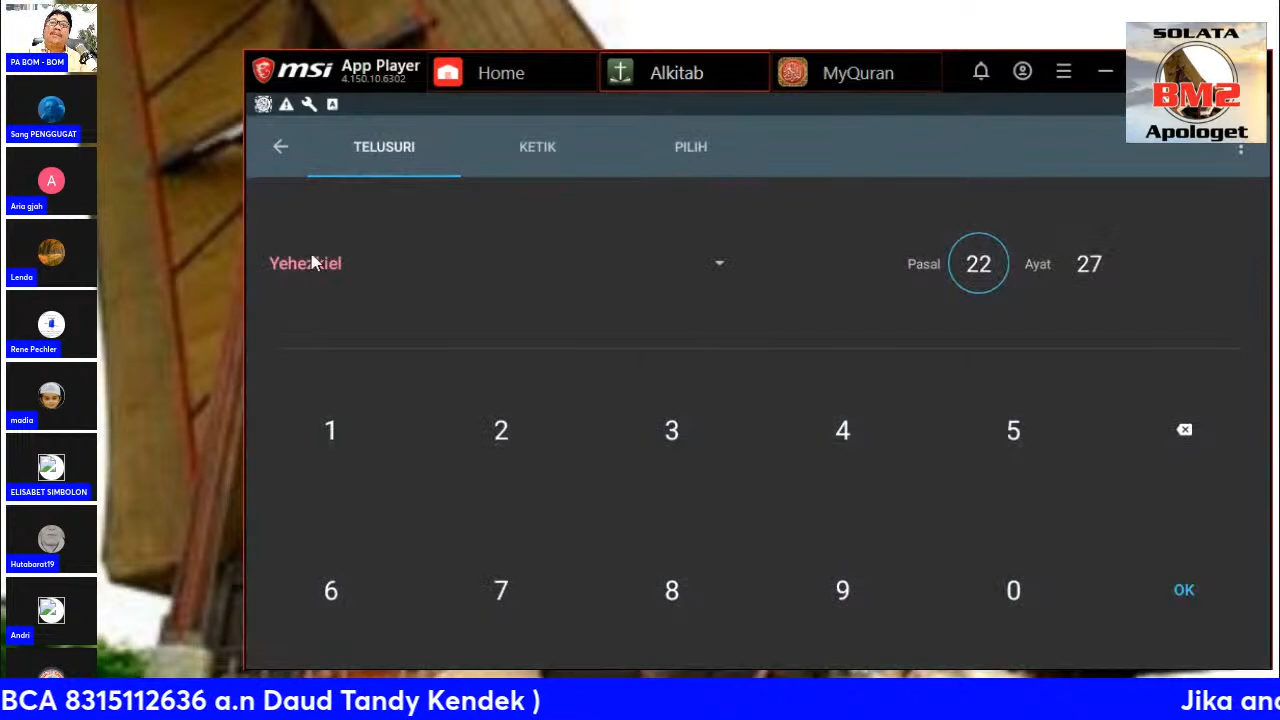 PA BOM - BOM
Sang PENGGUGAT
A
Aria gjah
Lenda
Rene Pechler
madia
ELISABET SIMBOLON
Hutabarat19
Andri
msi App Player
4.150.10.6302
Home
Alkitab
MyQuran
SOLATA
BM2
Apologet
TELUSURI
KETIK
PILIH
Yehezkiel
Pasal 22 Ayat 27
1 2 3 4 5
6 7 8 9 0 OK
BCA 8315112636 a.n Daud Tandy Kendek )
Jika and